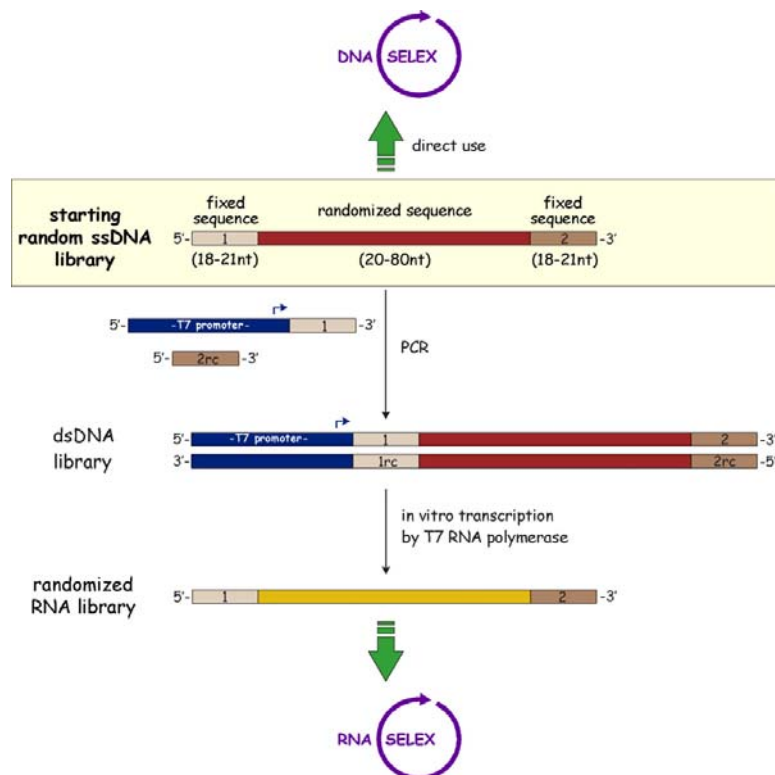 DNA SELEX
direct use
starting
random ssDNA
library
fixed
sequence
randomized sequence
fixed
sequence
5'- 1 2 -3'
(18-21nt) (20-80nt) (18-21nt)
5'- -T7 promoter- 1 -3'
5'- 2rc -3'
PCR
dsDNA
library
5'- -T7 promoter- 1 2 -3'
3'- 1rc 2rc -5'
in vitro transcription
by T7 RNA polymerase
randomized
RNA library
5'- 1 2 -3'
RNA SELEX